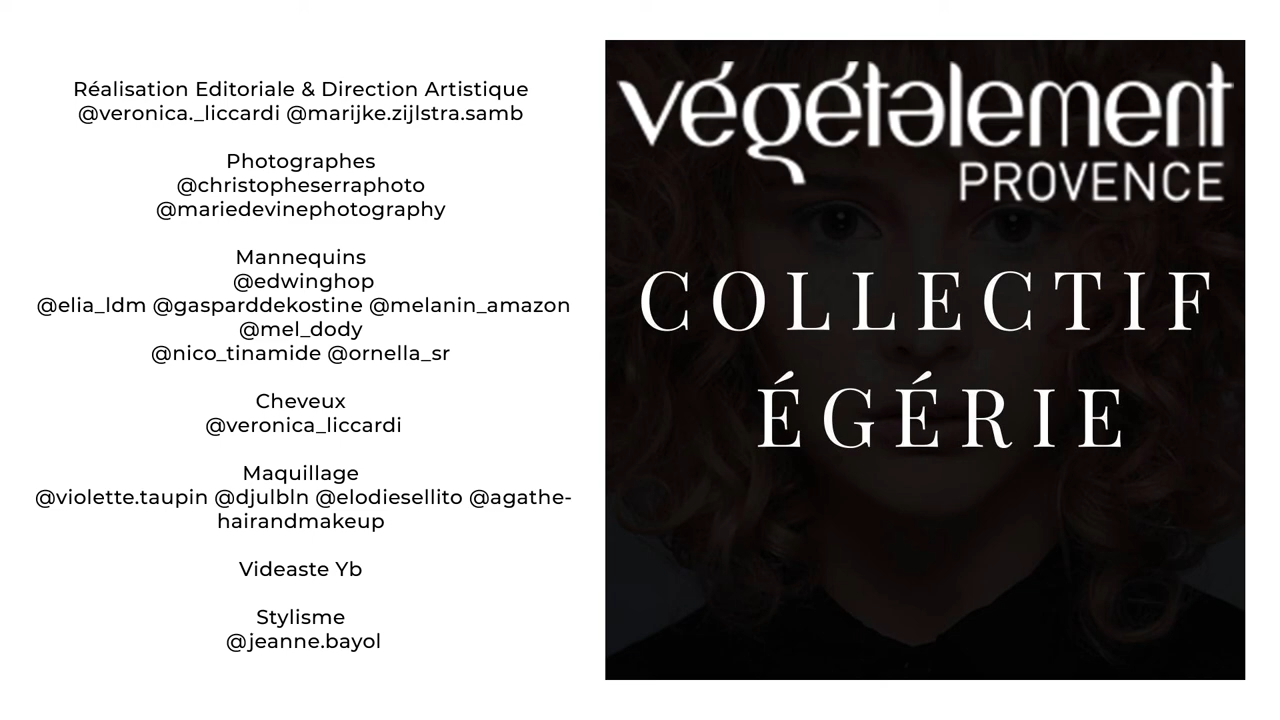 Réalisation Editoriale & Direction Artistique
@veronica._liccardi @marijke.zijlstra.samb
Photographes
@christopheserraphoto
@mariedevinephotography
Mannequins
@edwinghop
@elia_ldm @gasparddekostine @melanin_amazon
@mel_dody
@nico_tinamide @ornella_sr
Cheveux
@veronica_liccardi
Maquillage
@violette.taupin @djulbln @elodiesellito @agathe-
hairandmakeup
Videaste Yb
Stylisme
@jeanne.bayol
végétalement
PROVENCE
COLLECTIF
ÉGÉRIE